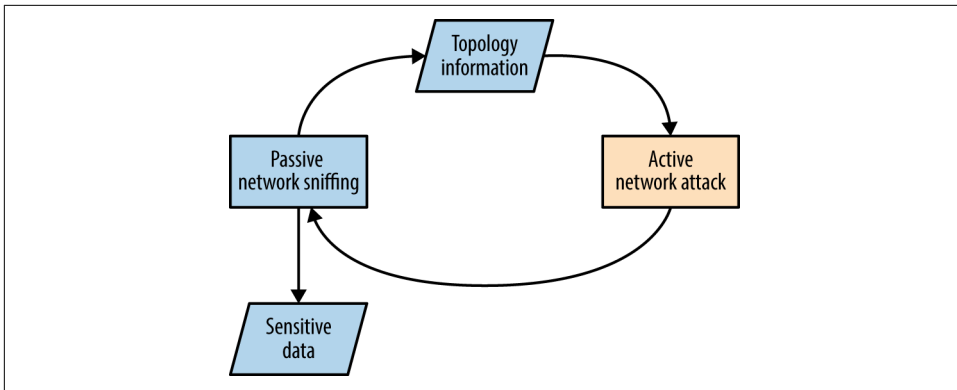 Topology
information
Passive
network sniffing
Active
network attack
Sensitive
data